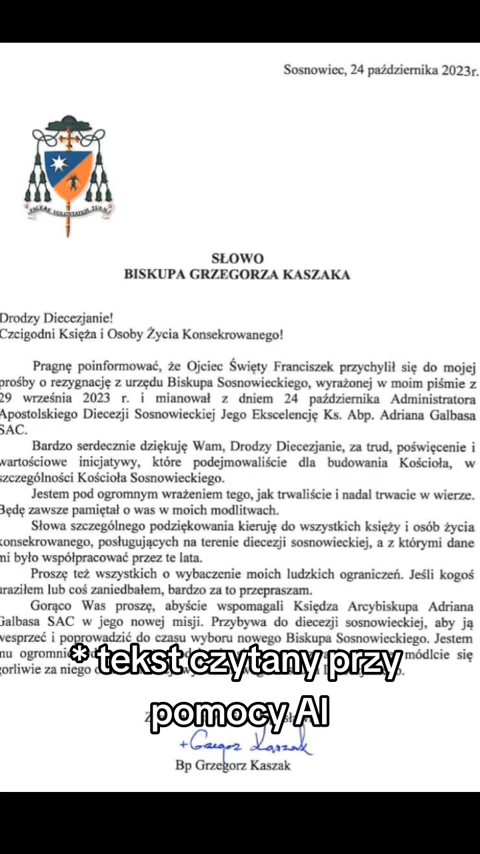 Sosnowiec, 24 października 2023r.
FACERE VOLUNTATEM TUAM
SŁOWO
BISKUPA GRZEGORZA KASZAKA
Drodzy Diecezjanie!
Czcigodni Księża i Osoby Życia Konsekrowanego!
Pragnę poinformować, że Ojciec Święty Franciszek przychylił się do mojej
prośby o rezygnację z urzędu Biskupa Sosnowieckiego, wyrażonej w moim piśmie z
29 września 2023 r. i mianował z dniem 24 października Administratora
Apostolskiego Diecezji Sosnowieckiej Jego Ekscelencję Ks. Abp. Adriana Galbasa
SAC.
Bardzo serdecznie dziękuję Wam, Drodzy Diecezjanie, za trud, poświęcenie i
wartościowe inicjatywy, które podejmowaliście dla budowania Kościoła, w
szczególności Kościoła Sosnowieckiego.
Jestem pod ogromnym wrażeniem tego, jak trwaliście i nadal trwacie w wierze.
Będę zawsze pamiętał o was w moich modlitwach.
Słowa szczególnego podziękowania kieruję do wszystkich księży i osób życia
konsekrowanego, posługujących na terenie diecezji sosnowieckiej, a z którymi dane
mi było współpracować przez te lata.
Proszę też wszystkich o wybaczenie moich ludzkich ograniczeń. Jeśli kogoś
uraziłem lub coś zaniedbałem, bardzo za to przepraszam.
Gorąco Was proszę, abyście wspomagali Księdza Arcybiskupa Adriana
Galbasa SAC w jego nowej misji. Przybywa do diecezji sosnowieckiej, aby ją
wesprzeć i poprowadzić do czasu wyboru nowego Biskupa Sosnowieckiego. Jestem
mu ogromnie módlcie się
gorliwie za niego
* tekst czytany przy
pomocy AI
+ Grzegorz Kaszak
Bp Grzegorz Kaszak